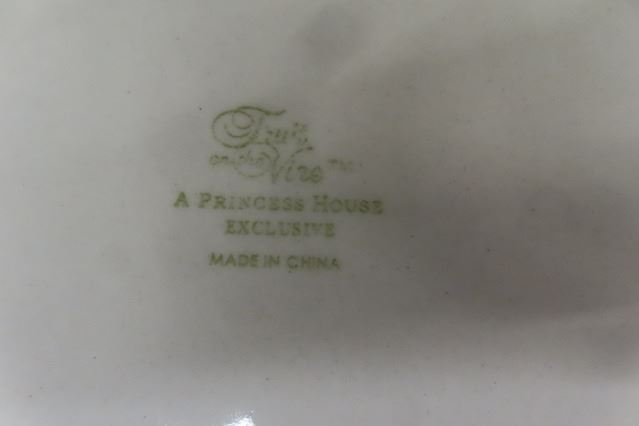 Fruit
on-the
Vine™
A PRINCESS HOUSE
EXCLUSIVE
MADE IN CHINA